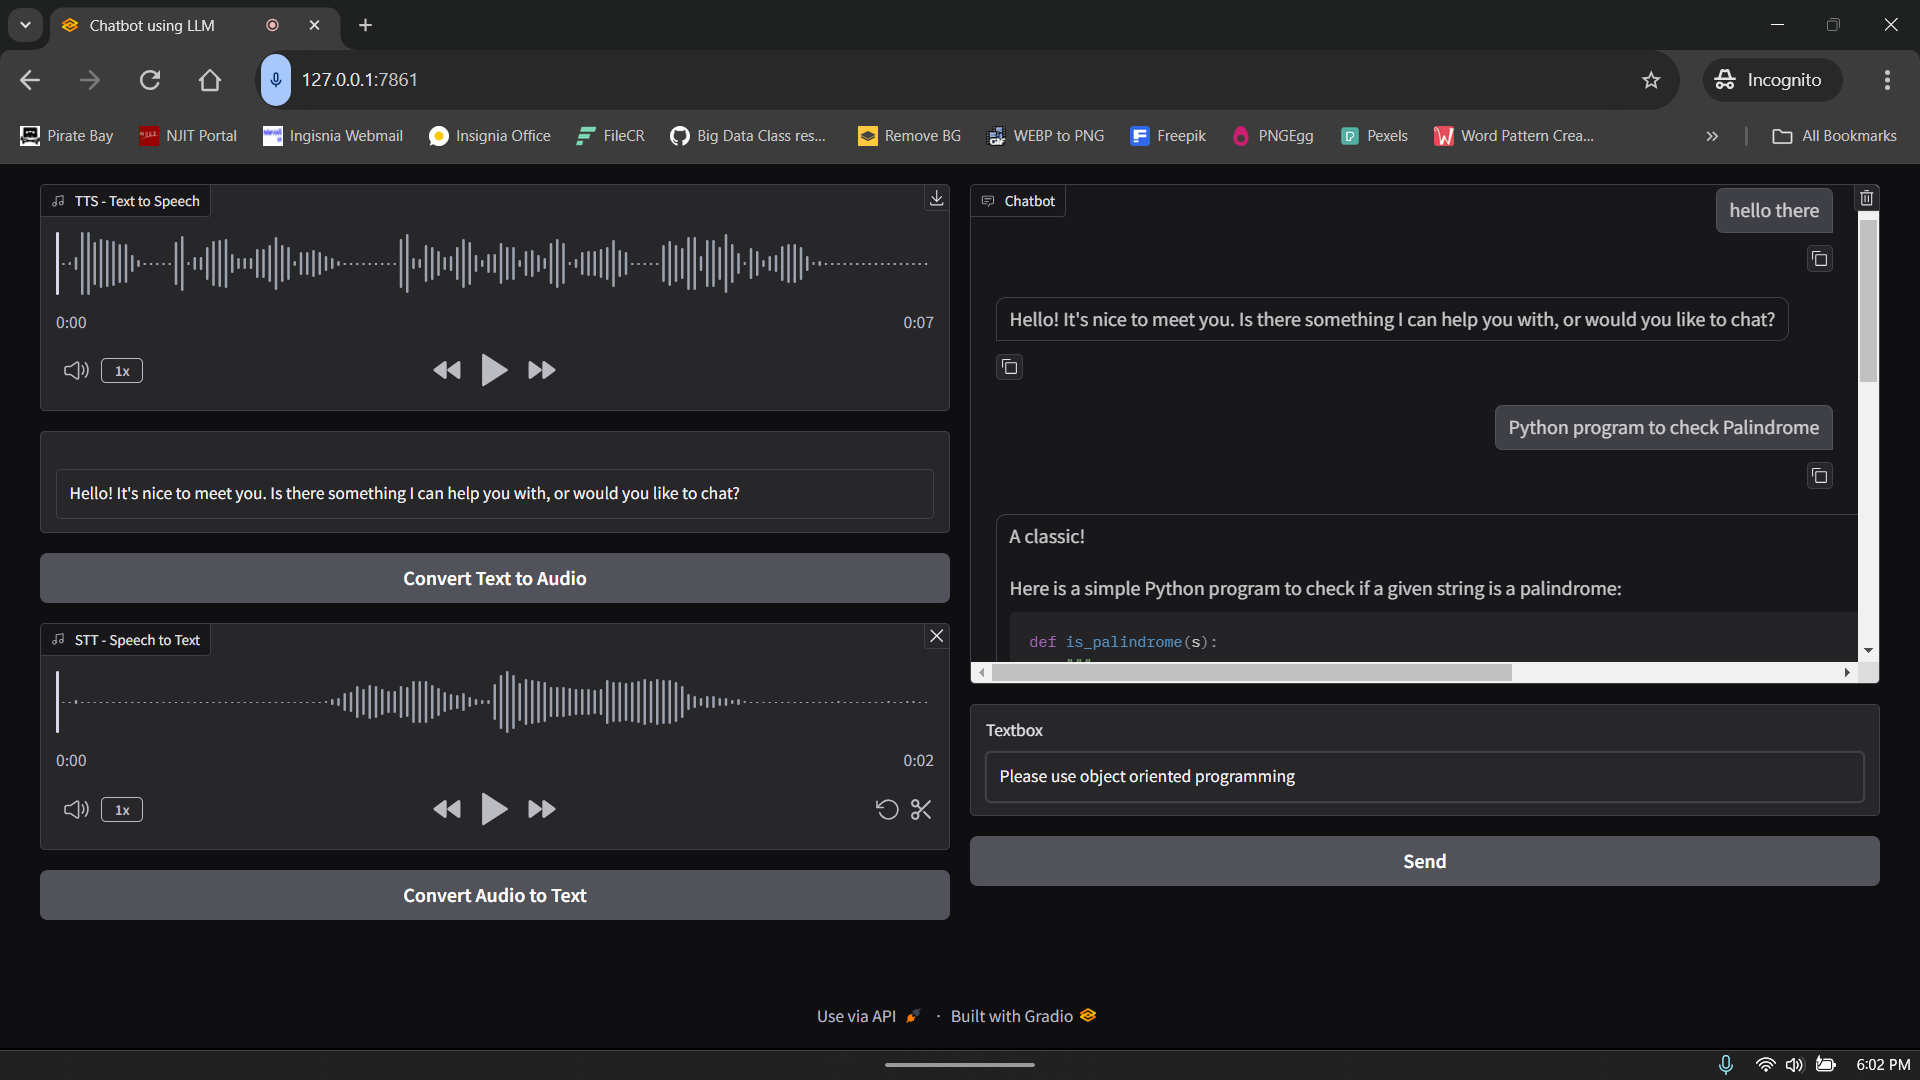 Chatbot using LLM
127.0.0.1:7861
Incognito
Pirate Bay
NJIT Portal
Ingisnia Webmail
Insignia Office
FileCR
Big Data Class res...
Remove BG
WEBP to PNG
Freepik
PNGEgg
Pexels
Word Pattern Crea...
All Bookmarks
TTS - Text to Speech
0:00
0:07
1x
Hello! It's nice to meet you. Is there something I can help you with, or would you like to chat?
Convert Text to Audio
STT - Speech to Text
0:00
0:02
1x
Convert Audio to Text
Chatbot
hello there
Hello! It's nice to meet you. Is there something I can help you with, or would you like to chat?
Python program to check Palindrome
A classic!
Here is a simple Python program to check if a given string is a palindrome:
def is_palindrome(s):
"""
Textbox
Please use object oriented programming
Send
Use via API · Built with Gradio
6:02 PM